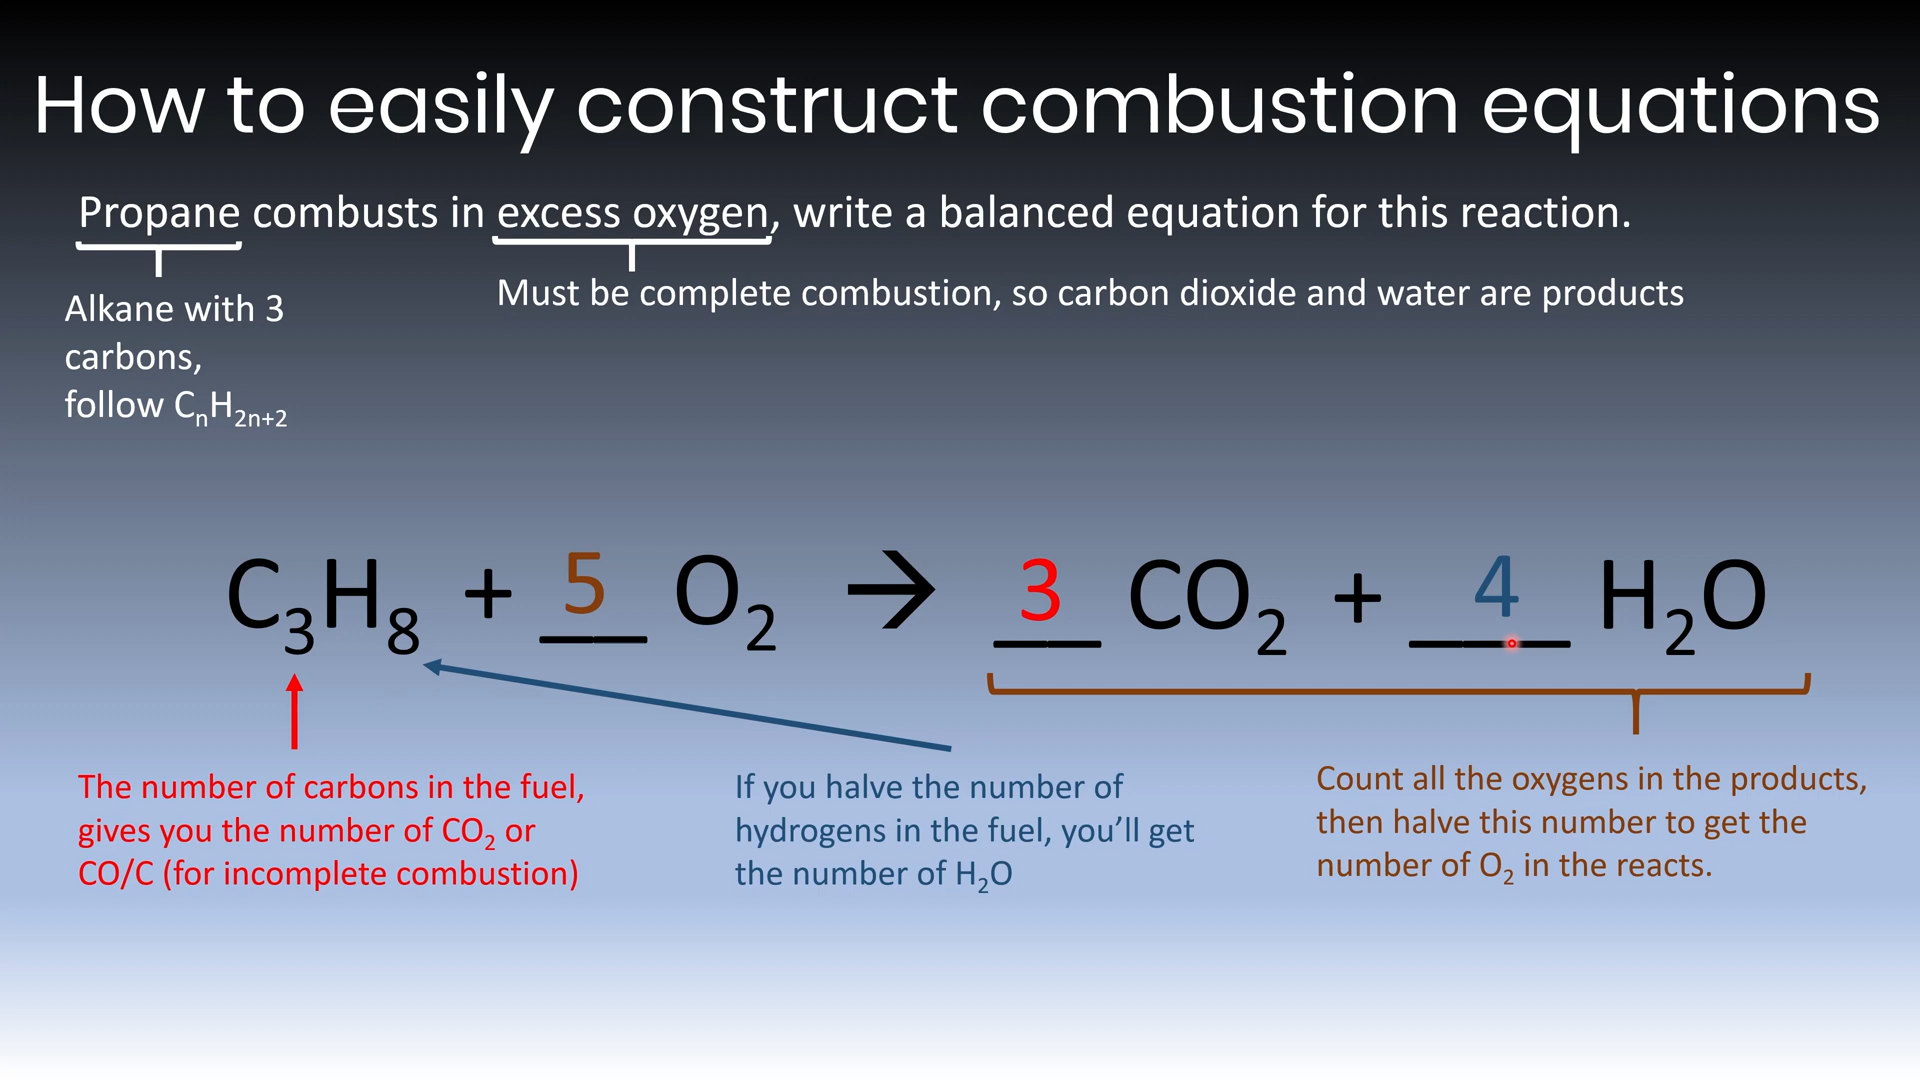 How to easily construct combustion equations
Propane combusts in excess oxygen, write a balanced equation for this reaction.
Must be complete combustion, so carbon dioxide and water are products
Alkane with 3
carbons,
follow CₙH₂ₙ₊₂
C₃H₈ + 5 O₂ → 3 CO₂ + 4 H₂O
The number of carbons in the fuel,
gives you the number of CO₂ or
CO/C (for incomplete combustion)
If you halve the number of
hydrogens in the fuel, you’ll get
the number of H₂O
Count all the oxygens in the products,
then halve this number to get the
number of O₂ in the reacts.